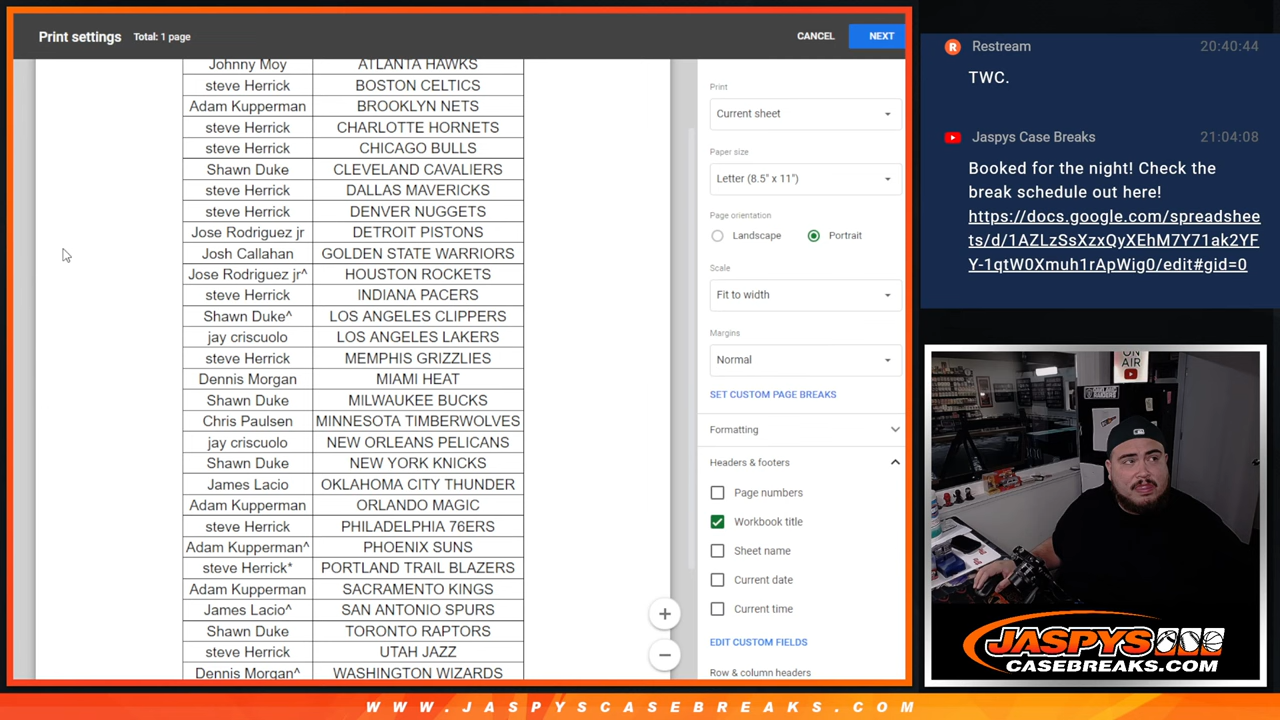 Print settings Total: 1 page CANCEL NEXT
Johnny Moy ATLANTA HAWKS
steve Herrick BOSTON CELTICS
Adam Kupperman BROOKLYN NETS
steve Herrick CHARLOTTE HORNETS
steve Herrick CHICAGO BULLS
Shawn Duke CLEVELAND CAVALIERS
steve Herrick DALLAS MAVERICKS
steve Herrick DENVER NUGGETS
Jose Rodriguez jr DETROIT PISTONS
Josh Callahan GOLDEN STATE WARRIORS
Jose Rodriguez jr^ HOUSTON ROCKETS
steve Herrick INDIANA PACERS
Shawn Duke^ LOS ANGELES CLIPPERS
jay criscuolo LOS ANGELES LAKERS
steve Herrick MEMPHIS GRIZZLIES
Dennis Morgan MIAMI HEAT
Shawn Duke MILWAUKEE BUCKS
Chris Paulsen MINNESOTA TIMBERWOLVES
jay criscuolo NEW ORLEANS PELICANS
Shawn Duke NEW YORK KNICKS
James Lacio OKLAHOMA CITY THUNDER
Adam Kupperman ORLANDO MAGIC
steve Herrick PHILADELPHIA 76ERS
Adam Kupperman^ PHOENIX SUNS
steve Herrick* PORTLAND TRAIL BLAZERS
Adam Kupperman SACRAMENTO KINGS
James Lacio^ SAN ANTONIO SPURS
Shawn Duke TORONTO RAPTORS
steve Herrick UTAH JAZZ
Dennis Morgan^ WASHINGTON WIZARDS
Print
Current sheet
Paper size
Letter (8.5" x 11")
Page orientation
Landscape Portrait
Scale
Fit to width
Margins
Normal
SET CUSTOM PAGE BREAKS
Formatting
Headers & footers
Page numbers
Workbook title
Sheet name
Current date
Current time
EDIT CUSTOM FIELDS
Row & column headers
Restream 20:40:44
TWC.
Jaspys Case Breaks 21:04:08
Booked for the night! Check the
break schedule out here!
https://docs.google.com/spreadshee
ts/d/1AZLzSsXzxQyXEhM7Y71ak2YF
Y-1qtW0Xmuh1rApWig0/edit#gid=0
ON
AIR
JASPYS
CASEBREAKS.COM
WWW.JASPYSCASEBREAKS.COM